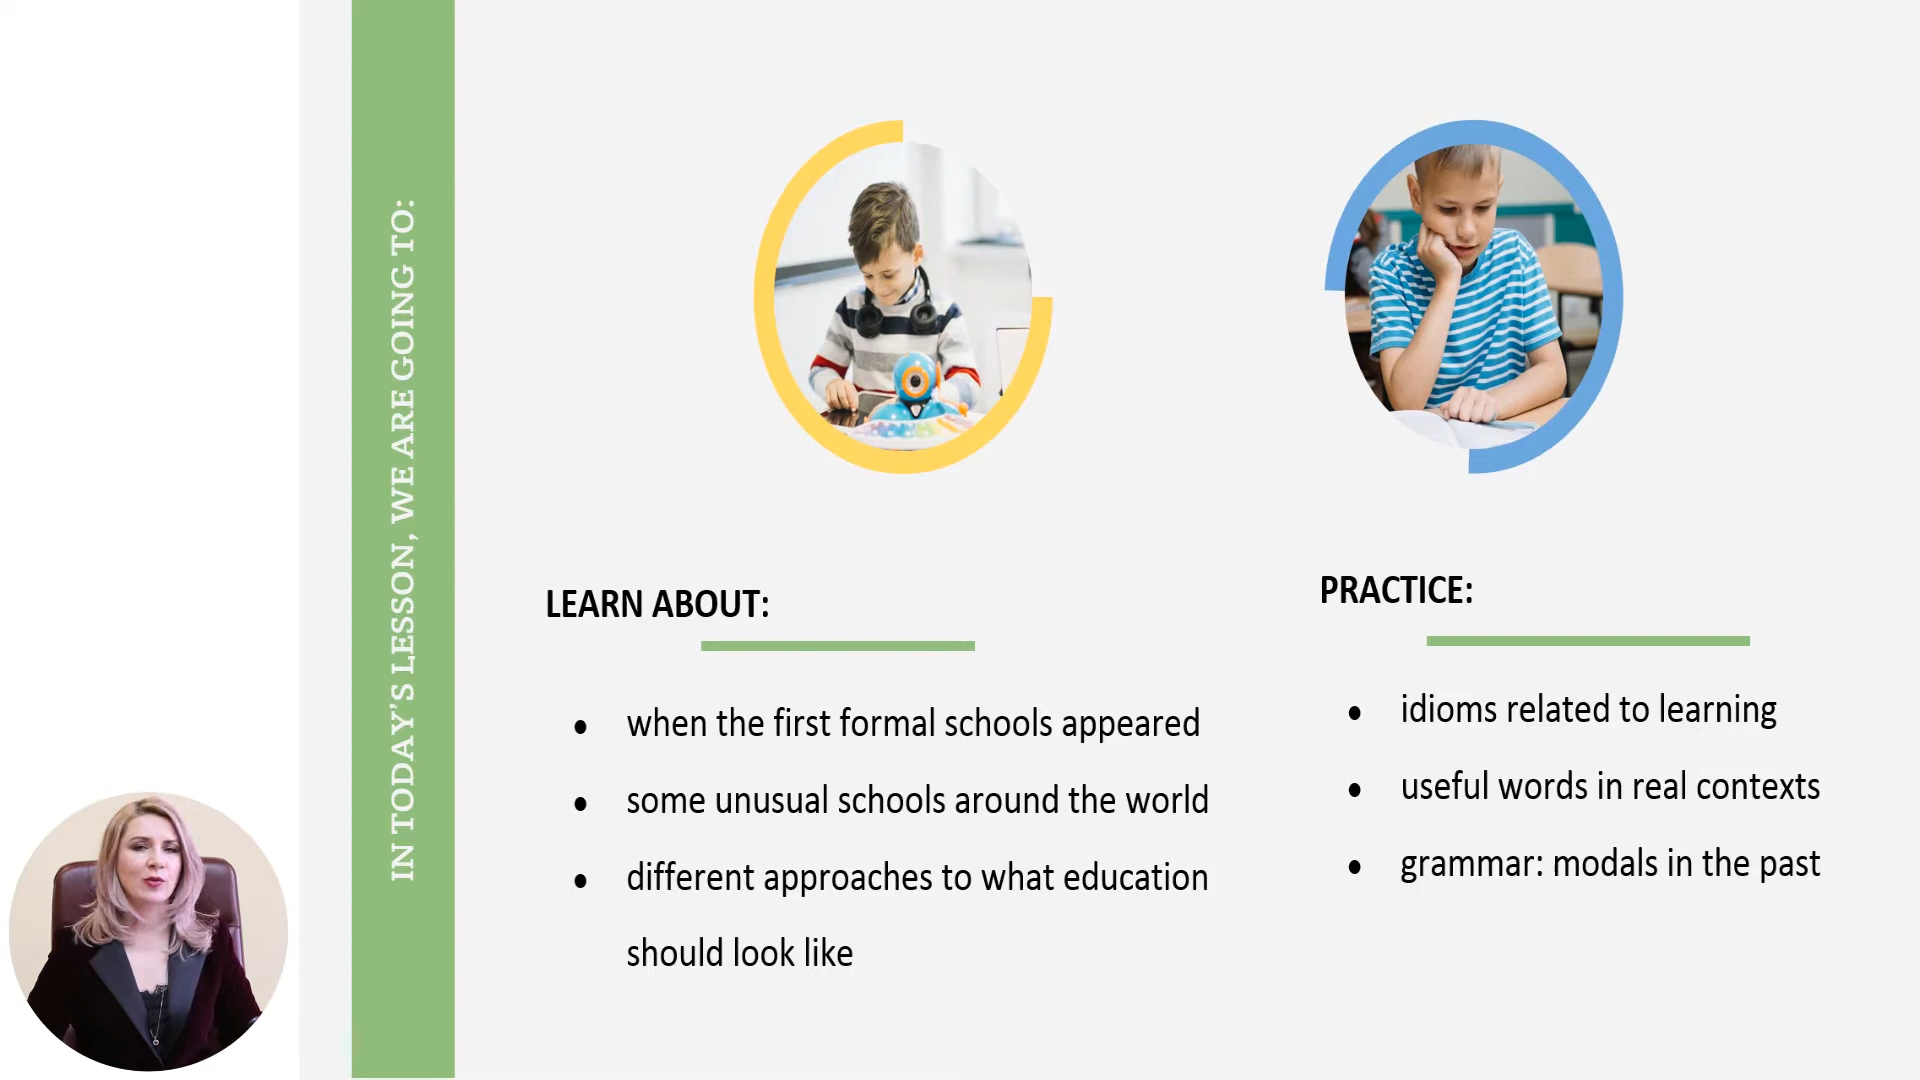 IN TODAY'S LESSON, WE ARE GOING TO:
LEARN ABOUT:
• when the first formal schools appeared
• some unusual schools around the world
• different approaches to what education
should look like
PRACTICE:
• idioms related to learning
• useful words in real contexts
• grammar: modals in the past